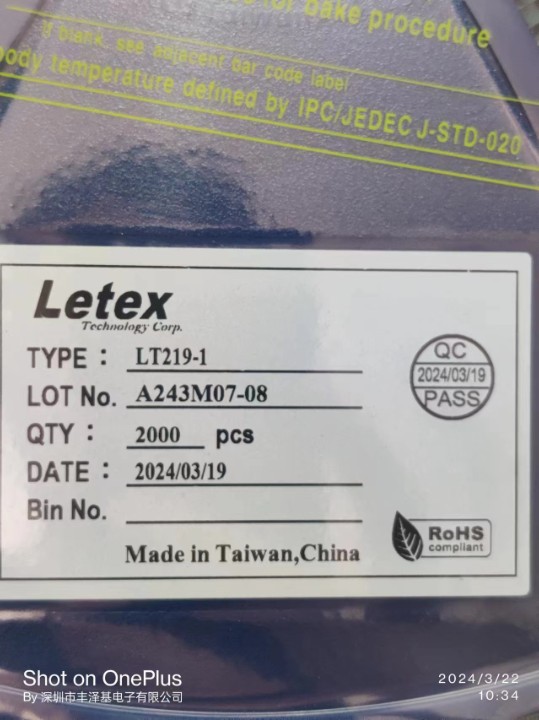 for bake procedure
If blank, see adjacent bar code label
body temperature defined by IPC/JEDEC J-STD-020
Letex
Technology Corp.
TYPE : LT219-1
LOT No. A243M07-08
QTY : 2000 pcs
DATE : 2024/03/19
Bin No.
QC
2024/03/19
PASS
RoHS
compliant
Made in Taiwan,China
Shot on OnePlus
By 深圳市丰泽基电子有限公司
2024/3/22
10:34